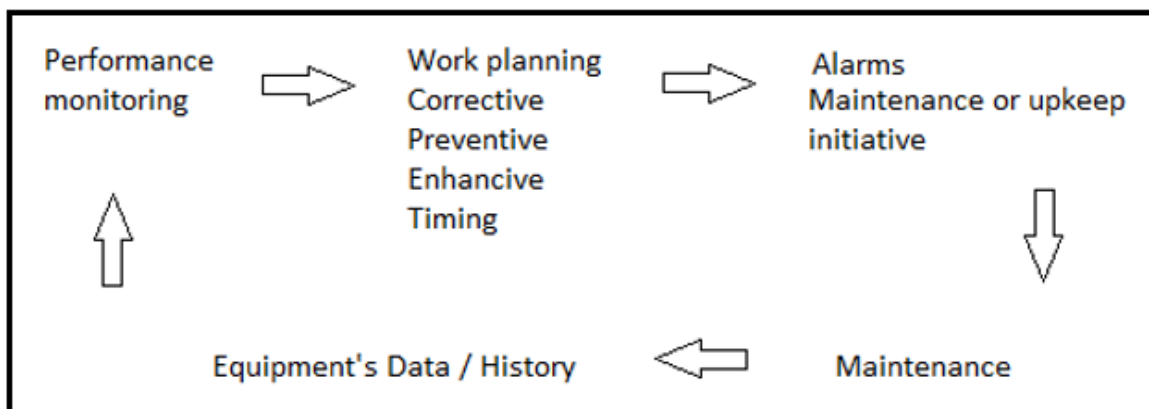 Performance
monitoring
Work planning
Corrective
Preventive
Enhancive
Timing
Alarms
Maintenance or upkeep
initiative
Maintenance
Equipment's Data / History